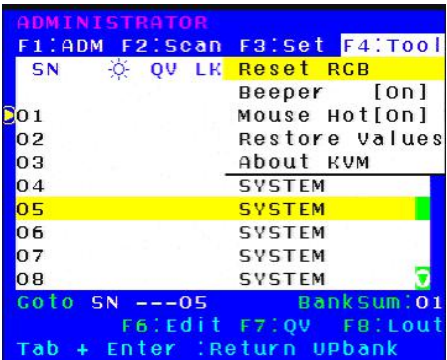 ADMINISTRATOR
F1:ADM F2:Scan F3:Set F4:Tool
SN QV LK Reset RGB
Beeper [On]
01 Mouse Hot[On]
02 Restore Values
03 About KVM
04 SYSTEM
05 SYSTEM
06 SYSTEM
07 SYSTEM
08 SYSTEM
Goto SN ---05 BankSum:01
F6:Edit F7:QV F8:Lout
Tab + Enter :Return UPbank